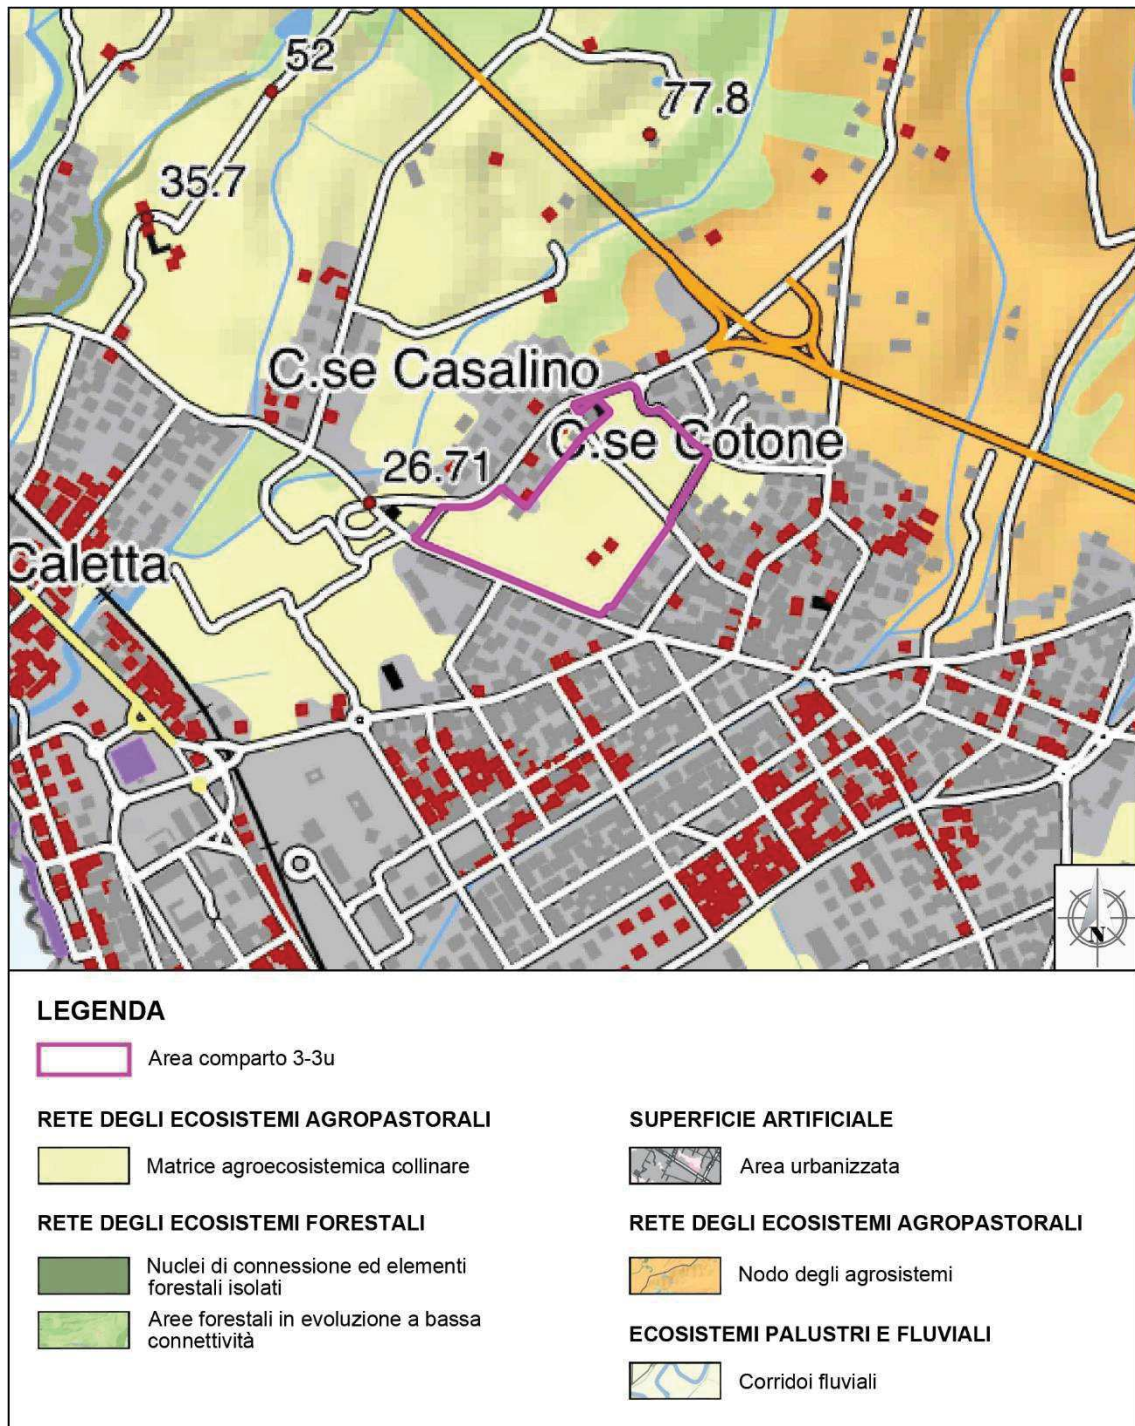 52
77.8
35.7
C.se Casalino
C.se Cotone
26.71
Caletta
N
LEGENDA
Area comparto 3-3u
RETE DEGLI ECOSISTEMI AGROPASTORALI
Matrice agroecosistemica collinare
RETE DEGLI ECOSISTEMI FORESTALI
Nuclei di connessione ed elementi
forestali isolati
Aree forestali in evoluzione a bassa
connettività
SUPERFICIE ARTIFICIALE
Area urbanizzata
RETE DEGLI ECOSISTEMI AGROPASTORALI
Nodo degli agrosistemi
ECOSISTEMI PALUSTRI E FLUVIALI
Corridoi fluviali